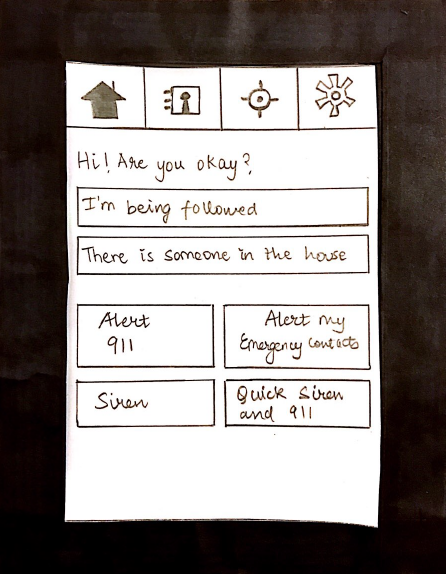 Hi! Are you okay?
I'm being followed
There is someone in the house
Alert
911
Alert my
Emergency Contacts
Siren
Quick Siren
and 911